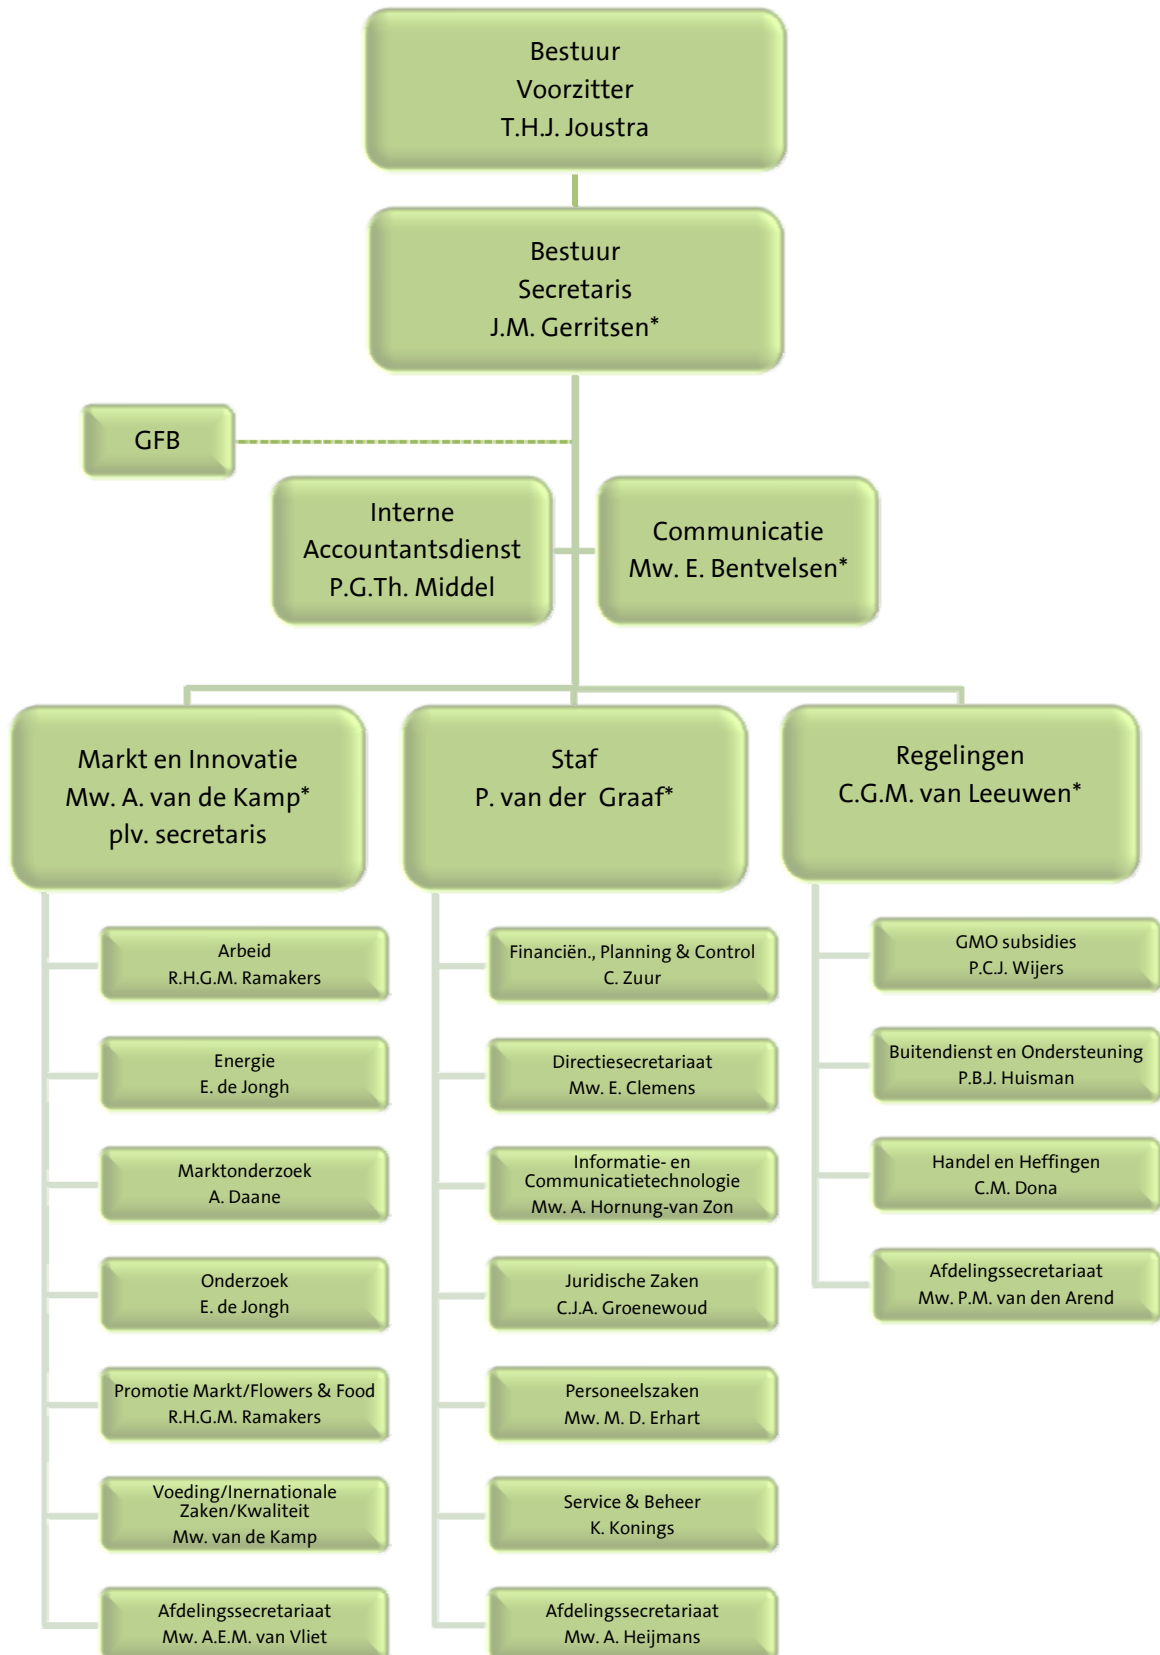 Bestuur
Voorzitter
T.H.J. Joustra
Bestuur
Secretaris
J.M. Gerritsen*
GFB
Interne
Accountantsdienst
P.G.Th. Middel
Communicatie
Mw. E. Bentvelsen*
Markt en Innovatie
Mw. A. van de Kamp*
plv. secretaris
Staf
P. van der Graaf*
Regelingen
C.G.M. van Leeuwen*
Arbeid
R.H.G.M. Ramakers
Energie
E. de Jongh
Marktonderzoek
A. Daane
Onderzoek
E. de Jongh
Promotie Markt/Flowers & Food
R.H.G.M. Ramakers
Voeding/Inernationale
Zaken/Kwaliteit
Mw. van de Kamp
Afdelingssecretariaat
Mw. A.E.M. van Vliet
Financiën., Planning & Control
C. Zuur
Directiesecretariaat
Mw. E. Clemens
Informatie- en
Communicatietechnologie
Mw. A. Hornung-van Zon
Juridische Zaken
C.J.A. Groenewoud
Personeelszaken
Mw. M. D. Erhart
Service & Beheer
K. Konings
Afdelingssecretariaat
Mw. A. Heijmans
GMO subsidies
P.C.J. Wijers
Buitendienst en Ondersteuning
P.B.J. Huisman
Handel en Heffingen
C.M. Dona
Afdelingssecretariaat
Mw. P.M. van den Arend